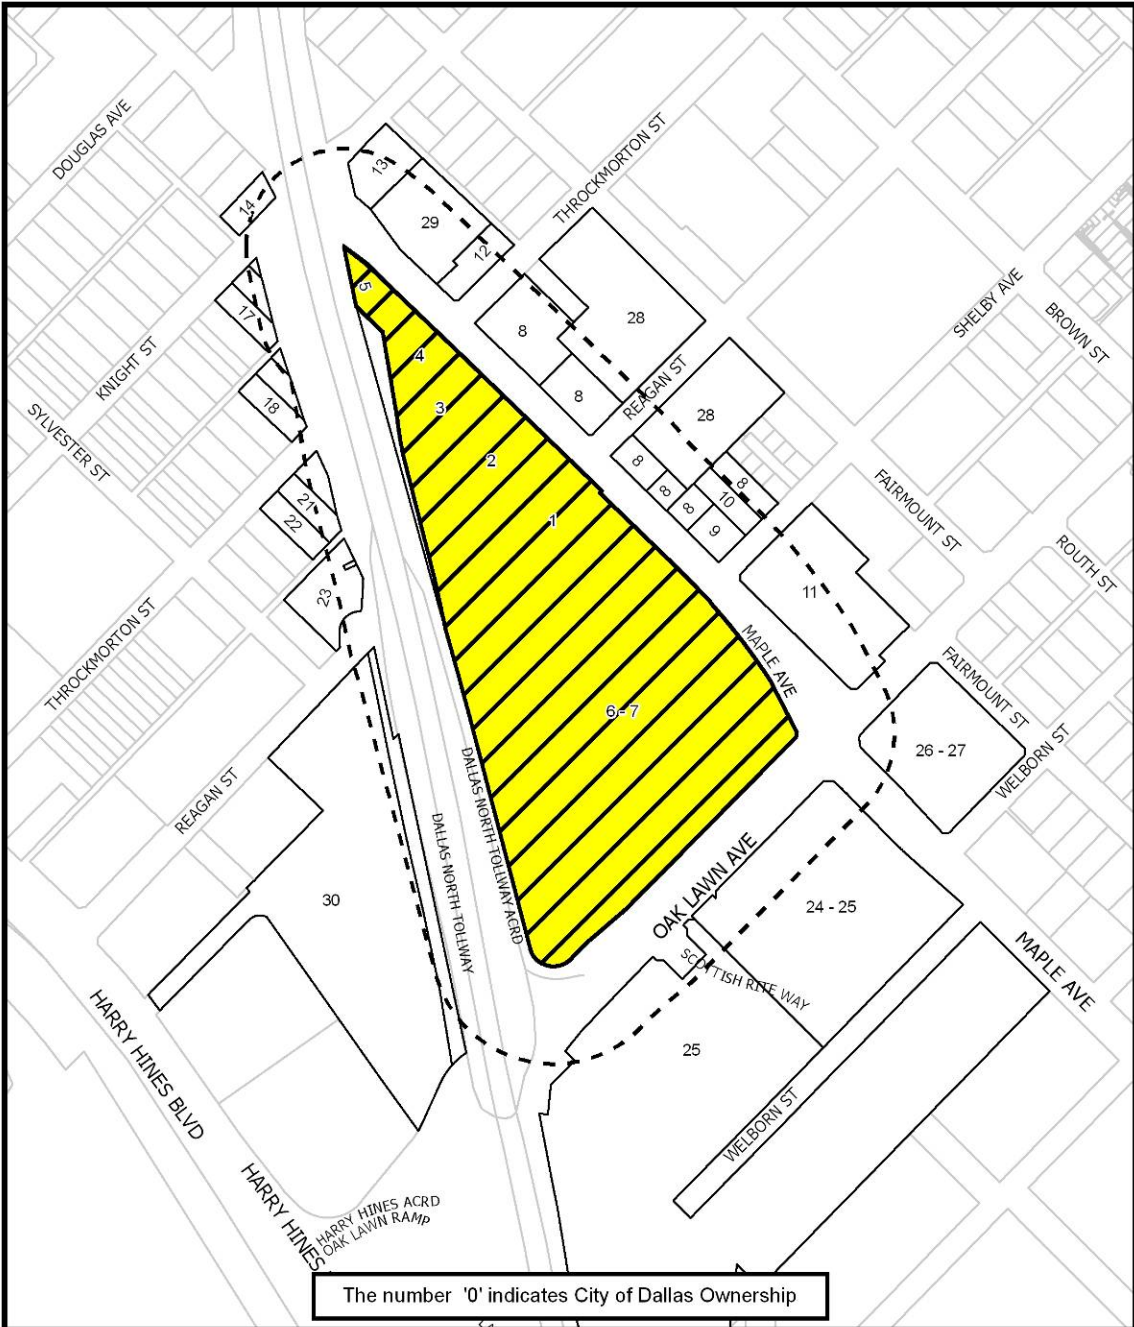 DOUGLAS AVE
THROCKMORTON ST
13
14
29
12
SHELBY AVE
BROWN ST
5
17
28
8
KNIGHT ST
4
8
REAGAN ST
18
3
28
SYLVESTER ST
2
8
8
8
10
8
9
21
22
1
FAIRMOUNT ST
ROUTH ST
23
11
THROCKMORTON ST
MAPLE AVE
FAIRMOUNT ST
6 - 7
26 - 27
WELBORN ST
REAGAN ST
DALLAS NORTH TOLLWAY ACRD
DALLAS NORTH TOLLWAY
OAK LAWN AVE
30
24 - 25
SCOTTISH RITE WAY
MAPLE AVE
25
HARRY HINES BLVD
WELBORN ST
HARRY HINES
HARRY HINES ACRD
OAK LAWN RAMP
The number '0' indicates City of Dallas Ownership